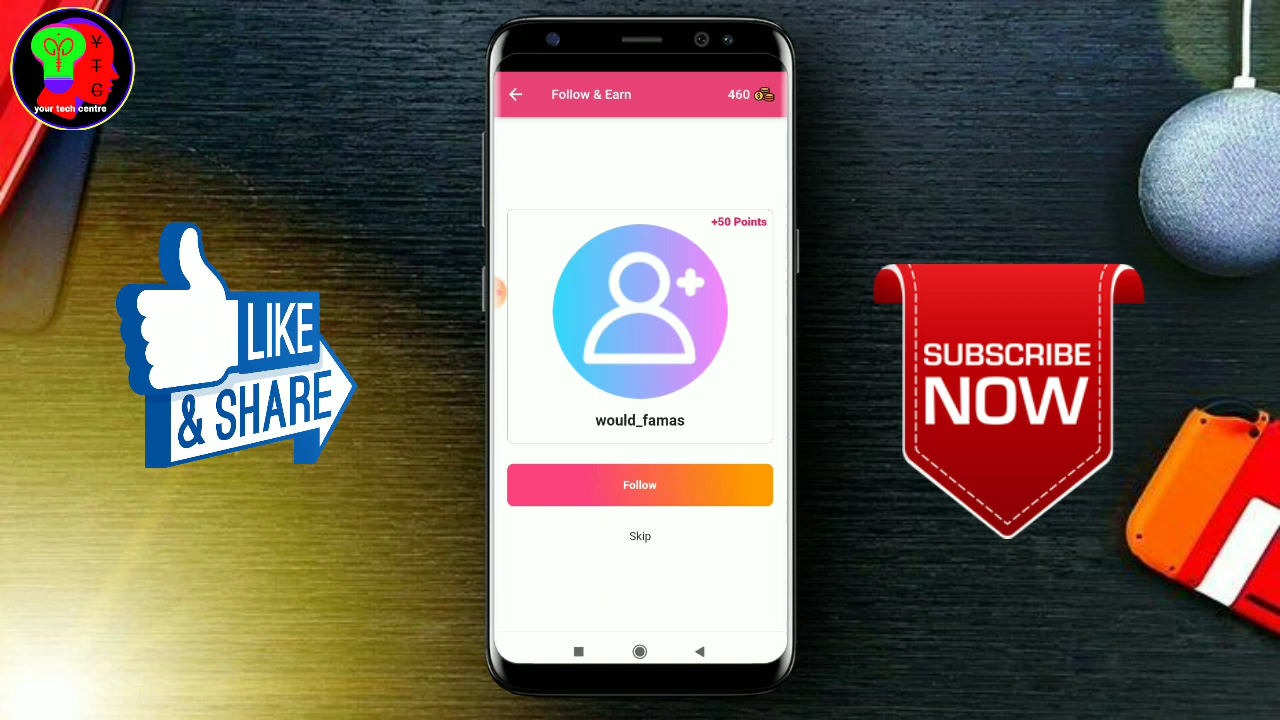 ¥
T
C
your tech centre
Follow & Earn
460
+50 Points
would_famas
Follow
Skip
LIKE
& SHARE
SUBSCRIBE
NOW